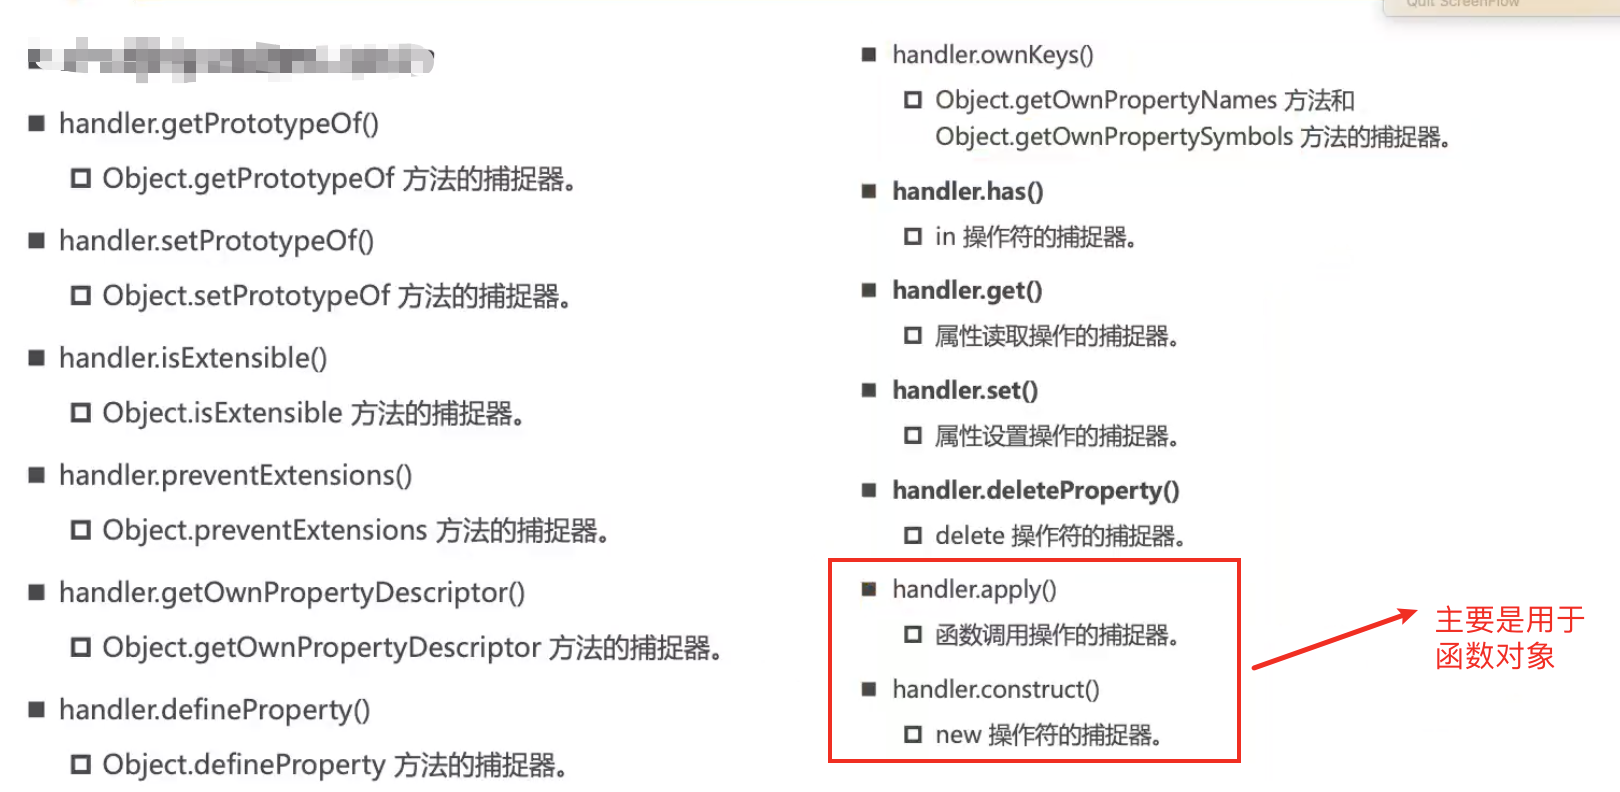 Quit ScreenFlow
handler.getPrototypeOf()
Object.getPrototypeOf 方法的捕捉器。
handler.setPrototypeOf()
Object.setPrototypeOf 方法的捕捉器。
handler.isExtensible()
Object.isExtensible 方法的捕捉器。
handler.preventExtensions()
Object.preventExtensions 方法的捕捉器。
handler.getOwnPropertyDescriptor()
Object.getOwnPropertyDescriptor 方法的捕捉器。
handler.defineProperty()
Object.defineProperty 方法的捕捉器。
handler.ownKeys()
Object.getOwnPropertyNames 方法和
Object.getOwnPropertySymbols 方法的捕捉器。
handler.has()
in 操作符的捕捉器。
handler.get()
属性读取操作的捕捉器。
handler.set()
属性设置操作的捕捉器。
handler.deleteProperty()
delete 操作符的捕捉器。
handler.apply()
函数调用操作的捕捉器。
handler.construct()
new 操作符的捕捉器。
主要是用于
函数对象